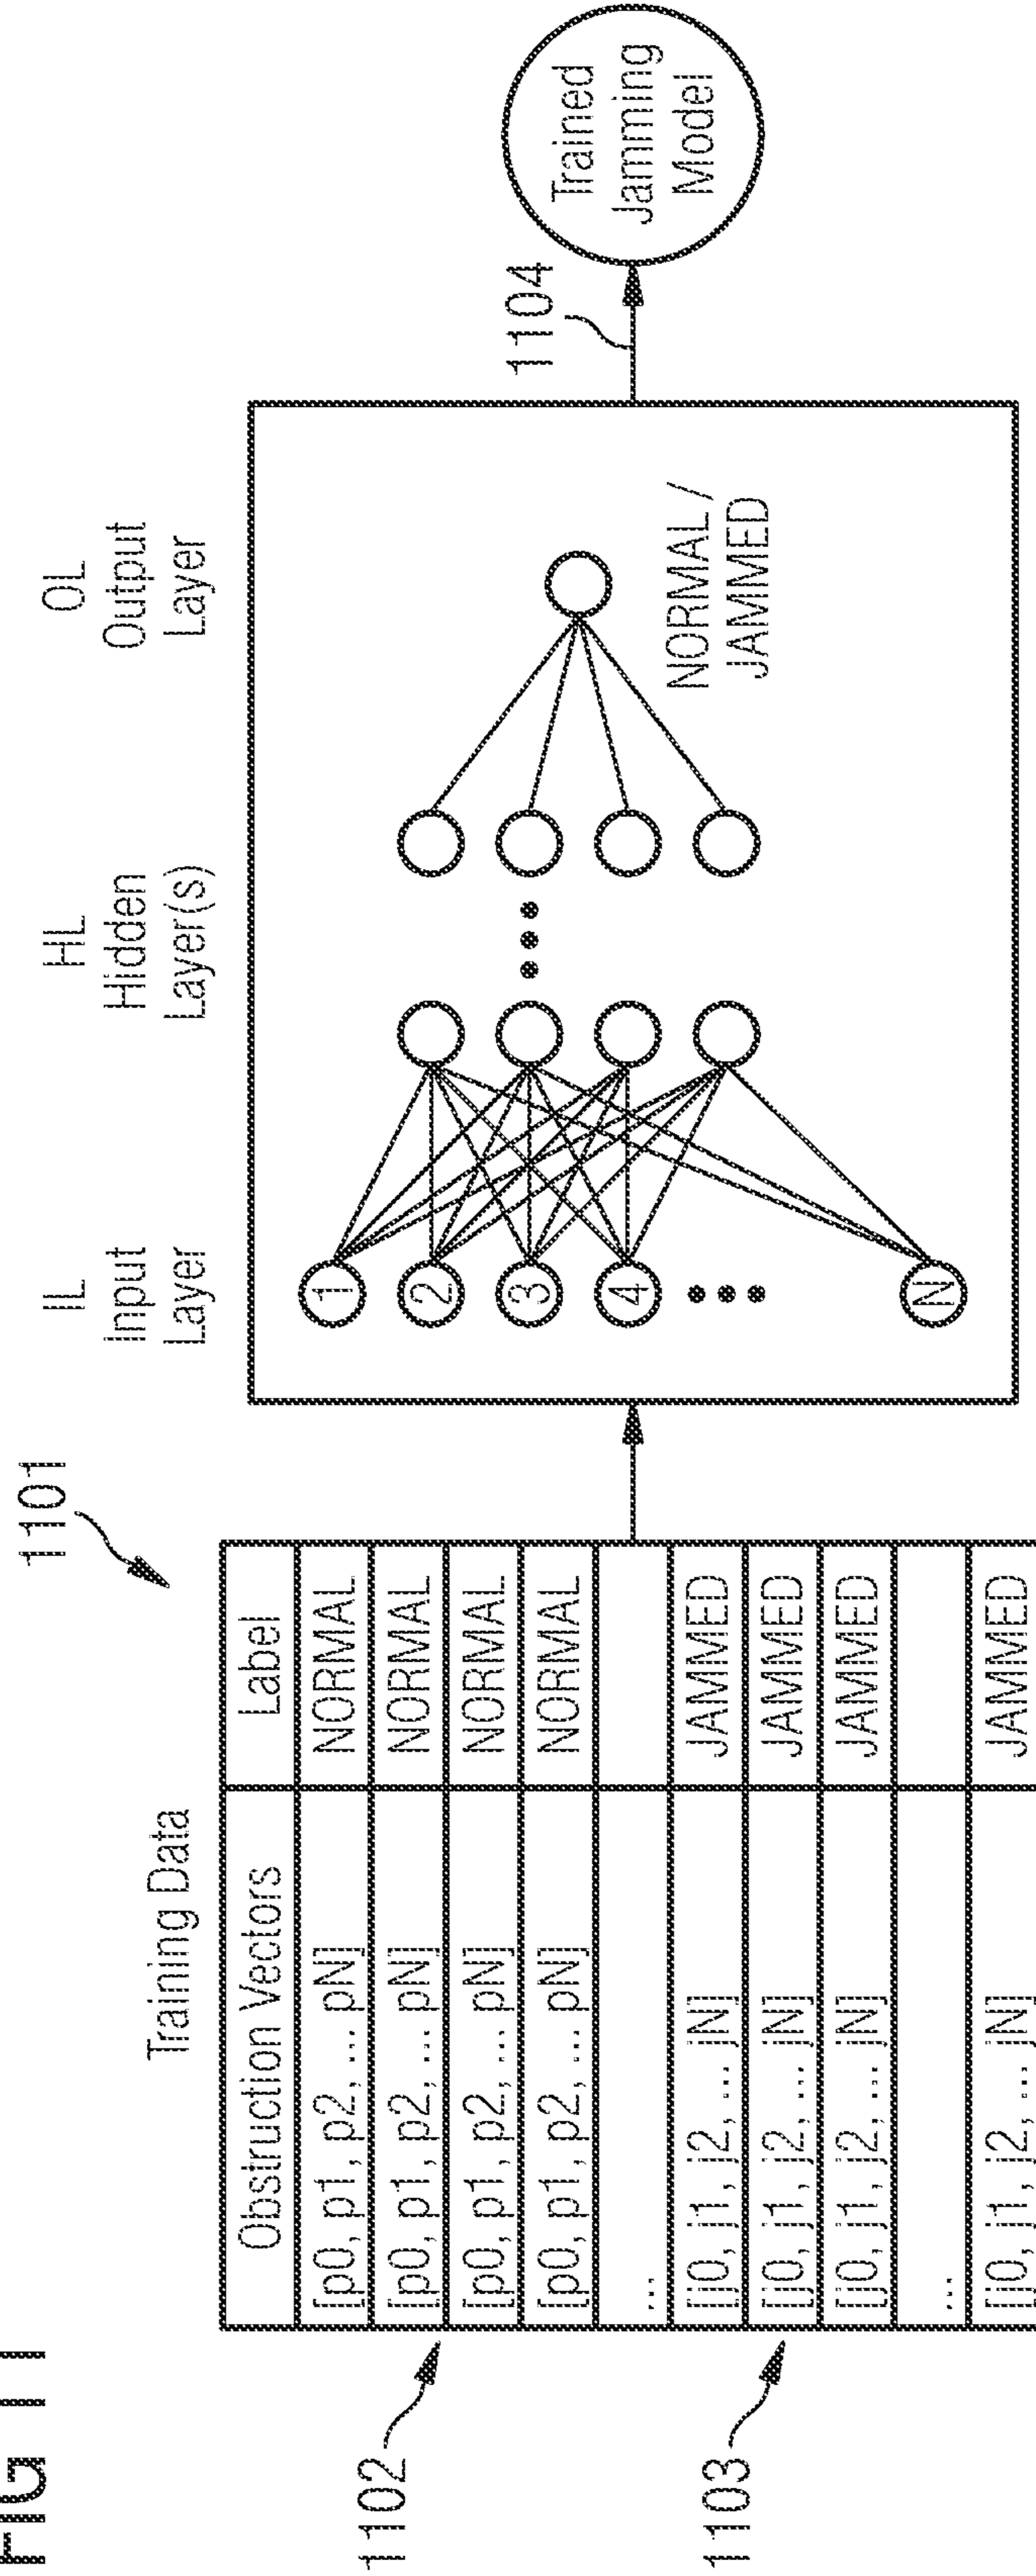 FIG 11
1101
Training Data
Obstruction Vectors Label
[p0, p1, p2, ... pN] NORMAL
[p0, p1, p2, ... pN] NORMAL
[p0, p1, p2, ... pN] NORMAL
[p0, p1, p2, ... pN] NORMAL
...
[j0, j1, j2, ... jN] JAMMED
[j0, j1, j2, ... jN] JAMMED
[j0, j1, j2, ... jN] JAMMED
...
[j0, j1, j2, ... jN] JAMMED
1102
1103
IL
Input
Layer
HL
Hidden
Layer(s)
OL
Output
Layer
1
2
3
4
N
NORMAL /
JAMMED
1104
Trained
Jamming
Model